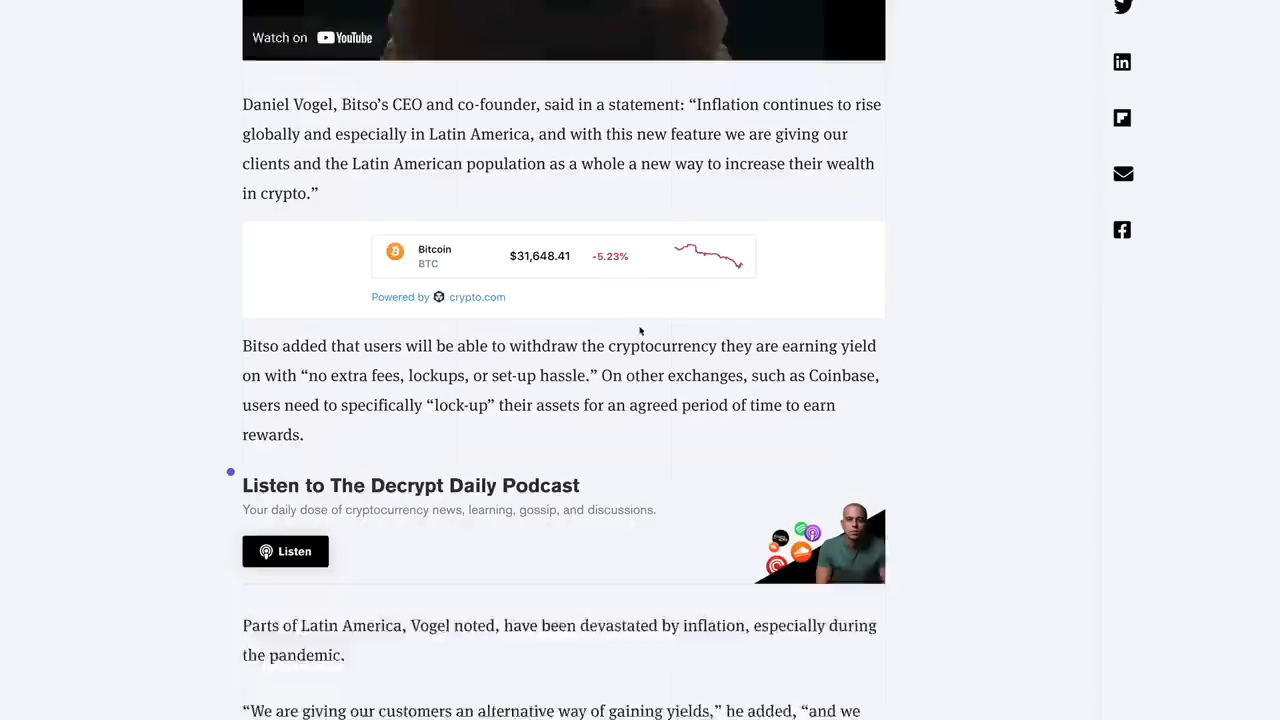 Watch on YouTube
Daniel Vogel, Bitso’s CEO and co-founder, said in a statement: “Inflation continues to rise
globally and especially in Latin America, and with this new feature we are giving our
clients and the Latin American population as a whole a new way to increase their wealth
in crypto.”
Bitcoin
BTC
$31,648.41
-5.23%
Powered by crypto.com
Bitso added that users will be able to withdraw the cryptocurrency they are earning yield
on with “no extra fees, lockups, or set-up hassle.” On other exchanges, such as Coinbase,
users need to specifically “lock-up” their assets for an agreed period of time to earn
rewards.
Listen to The Decrypt Daily Podcast
Your daily dose of cryptocurrency news, learning, gossip, and discussions.
Listen
Parts of Latin America, Vogel noted, have been devastated by inflation, especially during
the pandemic.
“We are giving our customers an alternative way of gaining yields,” he added, “and we